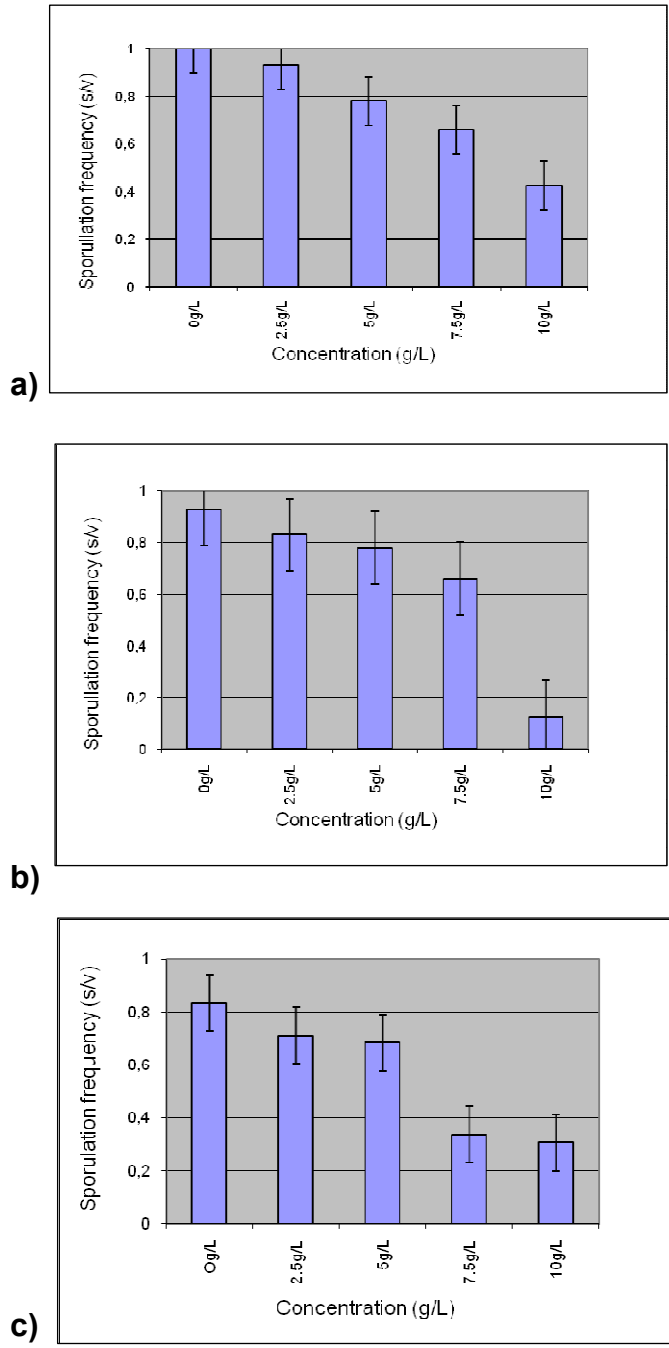 Sporullation frequency (s/v)
1
0,8
0,6
0,4
0,2
0
0g/L
2.5g/L
5g/L
7.5g/L
10g/L
Concentration (g/L)
a)
Sporullation frequency (s/v)
1
0,8
0,6
0,4
0,2
0
0g/L
2.5g/L
5g/L
7.5g/L
10g/L
Concentration (g/L)
b)
Sporulation frequency (s/v)
1
0,8
0,6
0,4
0,2
0
Og/L
2.5g/L
5g/L
7.5g/L
10g/L
Concentration (g/L)
c)